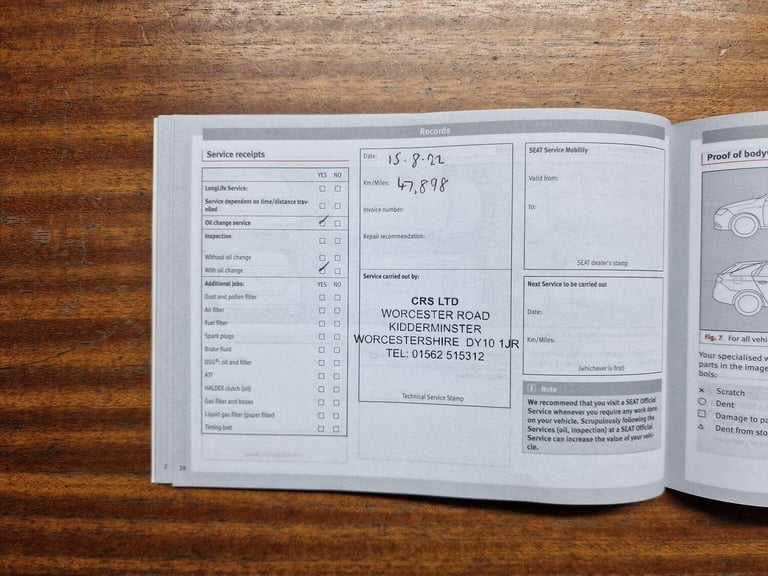 Records
Service receipts
YES NO
LongLife Service:
Service dependent on time/distance trav-
elled
Oil change service
Inspection
Without oil change
With oil change
Additional jobs: YES NO
Dust and pollen filter
Air filter
Fuel filter
Spark plugs
Brake fluid
DSG®: oil and filter
ATF
HALDEX clutch (oil)
Gas filter and hoses
Liquid gas filter (paper filter)
Timing belt
2 28
Date: 15.8.22
Km/Miles: 47,898
Invoice number:
Repair recommendation:
Service carried out by:
CRS LTD
WORCESTER ROAD
KIDDERMINSTER
WORCESTERSHIRE DY10 1JR
TEL: 01562 515312
Technical Service Stamp
SEAT Service Mobility
Valid from:
to:
SEAT dealer's stamp
Next Service to be carried out
Date:
Km/Miles:
(whichever is first)
i Note
We recommend that you visit a SEAT Official
Service whenever you require any work done
on your vehicle. Scrupulously following the
Services (oil, inspection) at a SEAT Official
Service can increase the value of your vehi-
cle.
Proof of body
Fig. 7 For all vehi
Your specialised w
parts in the image
bols:
× Scratch
Dent
Damage to pa
Dent from sto